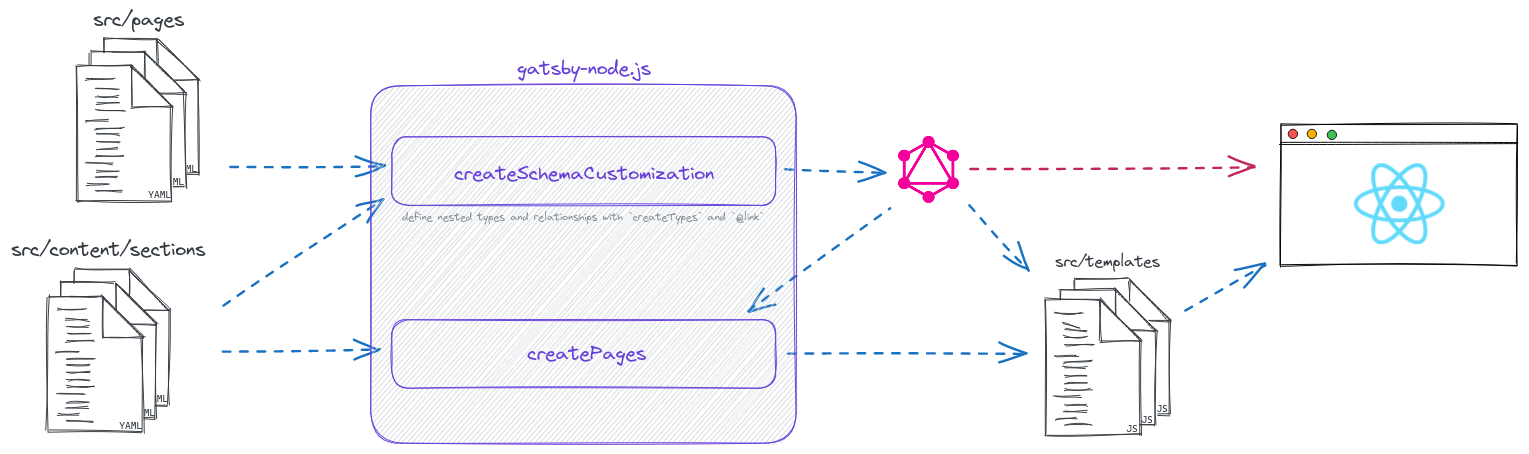 src/pages
ML
ML
YAML
src/content/sections
ML
ML
YAML
gatsby-node.js
createSchemaCustomization
define nested types and relationships with `createTypes` and `@link`
createPages
src/templates
JS
JS
JS